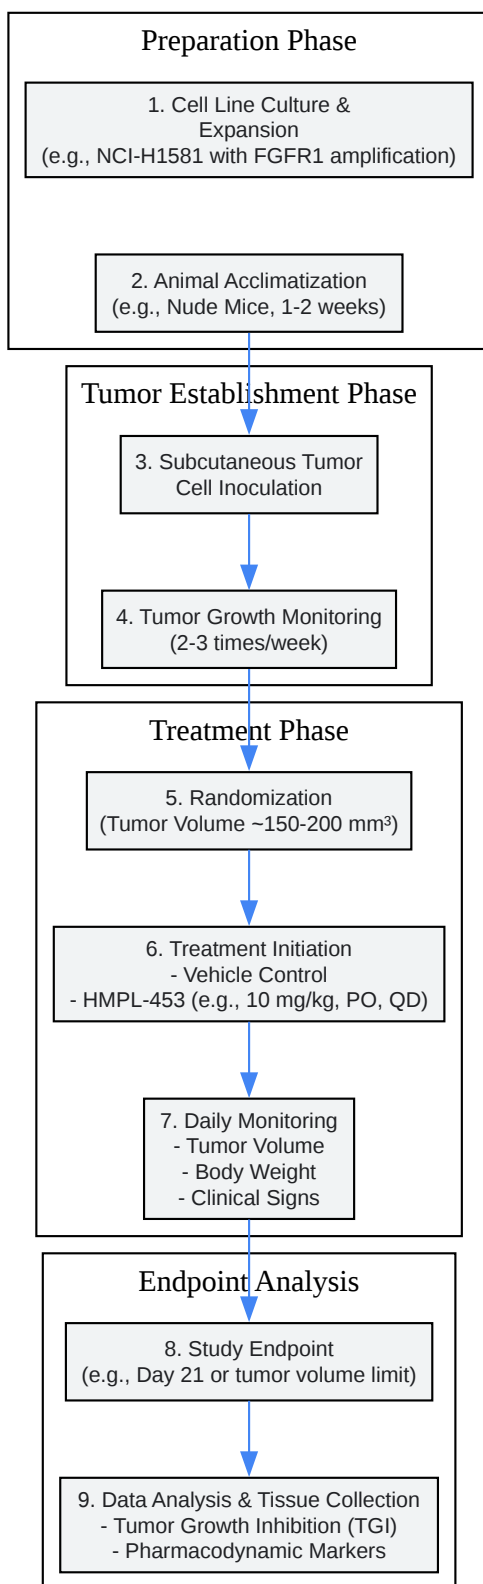 Preparation Phase
1. Cell Line Culture &
Expansion
(e.g., NCI-H1581 with FGFR1 amplification)
2. Animal Acclimatization
(e.g., Nude Mice, 1-2 weeks)
Tumor Establishment Phase
3. Subcutaneous Tumor
Cell Inoculation
4. Tumor Growth Monitoring
(2-3 times/week)
Treatment Phase
5. Randomization
(Tumor Volume ~150-200 mm³)
6. Treatment Initiation
- Vehicle Control
- HMPL-453 (e.g., 10 mg/kg, PO, QD)
7. Daily Monitoring
- Tumor Volume
- Body Weight
- Clinical Signs
Endpoint Analysis
8. Study Endpoint
(e.g., Day 21 or tumor volume limit)
9. Data Analysis & Tissue Collection
- Tumor Growth Inhibition (TGI)
- Pharmacodynamic Markers